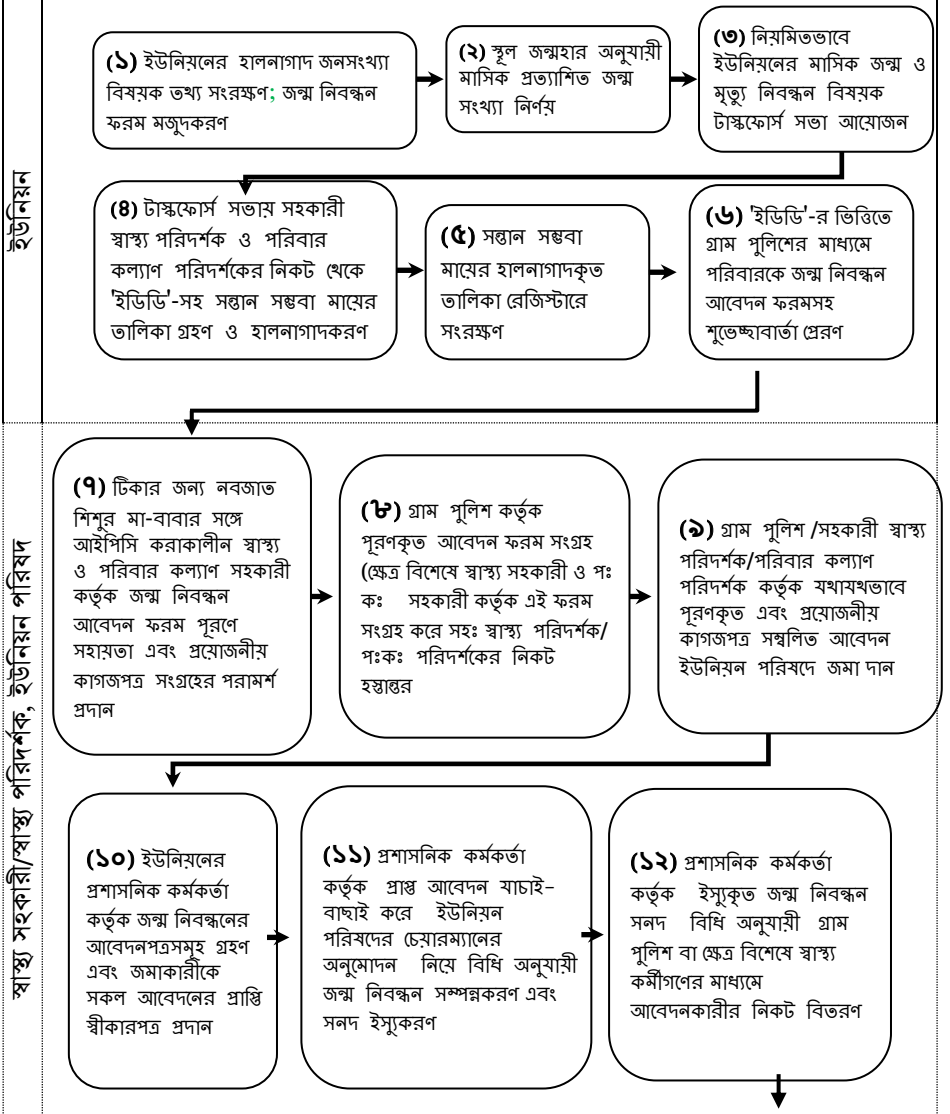 ইউনিয়ন
(১) ইউনিয়নের হালনাগাদ জনসংখ্যা
বিষয়ক তথ্য সংরক্ষণ; জন্ম নিবন্ধন
ফরম মজুদকরণ
(২) স্থূল জন্মহার অনুযায়ী
মাসিক প্রত্যাশিত জন্ম
সংখ্যা নির্ণয়
(৩) নিয়মিতভাবে
ইউনিয়নের মাসিক জন্ম ও
মৃত্যু নিবন্ধন বিষয়ক
টাস্কফোর্স সভা আয়োজন
(৪) টাস্কফোর্স সভায় সহকারী
স্বাস্থ্য পরিদর্শক ও পরিবার
কল্যাণ পরিদর্শকের নিকট থেকে
'ইডিডি'-সহ সন্তান সম্ভবা মায়ের
তালিকা গ্রহণ ও হালনাগাদকরণ
(৫) সন্তান সম্ভবা
মায়ের হালনাগাদকৃত
তালিকা রেজিস্টারে
সংরক্ষণ
(৬) 'ইডিডি'-র ভিত্তিতে
গ্রাম পুলিশের মাধ্যমে
পরিবারকে জন্ম নিবন্ধন
আবেদন ফরমসহ
শুভেচ্ছাবার্তা প্রেরণ
স্বাস্থ্য সহকারী/স্বাস্থ্য পরিদর্শক, ইউনিয়ন পরিষদ
(৭) টিকার জন্য নবজাত
শিশুর মা-বাবার সঙ্গে
আইপিসি করাকালীন স্বাস্থ্য
ও পরিবার কল্যাণ সহকারী
কর্তৃক জন্ম নিবন্ধন
আবেদন ফরম পূরণে
সহায়তা এবং প্রয়োজনীয়
কাগজপত্র সংগ্রহের পরামর্শ
প্রদান
(৮) গ্রাম পুলিশ কর্তৃক
পূরণকৃত আবেদন ফরম সংগ্রহ
(ক্ষেত্র বিশেষে স্বাস্থ্য সহকারী ও পঃ
কঃ সহকারী কর্তৃক এই ফরম
সংগ্রহ করে সহঃ স্বাস্থ্য পরিদর্শক/
পঃকঃ পরিদর্শকের নিকট
হস্তান্তর
(৯) গ্রাম পুলিশ /সহকারী স্বাস্থ্য
পরিদর্শক/পরিবার কল্যাণ
পরিদর্শক কর্তৃক যথাযথভাবে
পূরণকৃত এবং প্রয়োজনীয়
কাগজপত্র সম্বলিত আবেদন
ইউনিয়ন পরিষদে জমা দান
(১০) ইউনিয়নের
প্রশাসনিক কর্মকর্তা
কর্তৃক জন্ম নিবন্ধনের
আবেদনপত্রসমূহ গ্রহণ
এবং জমাকারীকে
সকল আবেদনের প্রাপ্তি
স্বীকারপত্র প্রদান
(১১) প্রশাসনিক কর্মকর্তা
কর্তৃক প্রাপ্ত আবেদন যাচাই-
বাছাই করে ইউনিয়ন
পরিষদের চেয়ারম্যানের
অনুমোদন নিয়ে বিধি অনুযায়ী
জন্ম নিবন্ধন সম্পন্নকরণ এবং
সনদ ইস্যুকরণ
(১২) প্রশাসনিক কর্মকর্তা
কর্তৃক ইস্যুকৃত জন্ম নিবন্ধন
সনদ বিধি অনুযায়ী গ্রাম
পুলিশ বা ক্ষেত্র বিশেষে স্বাস্থ্য
কর্মীগণের মাধ্যমে
আবেদনকারীর নিকট বিতরণ